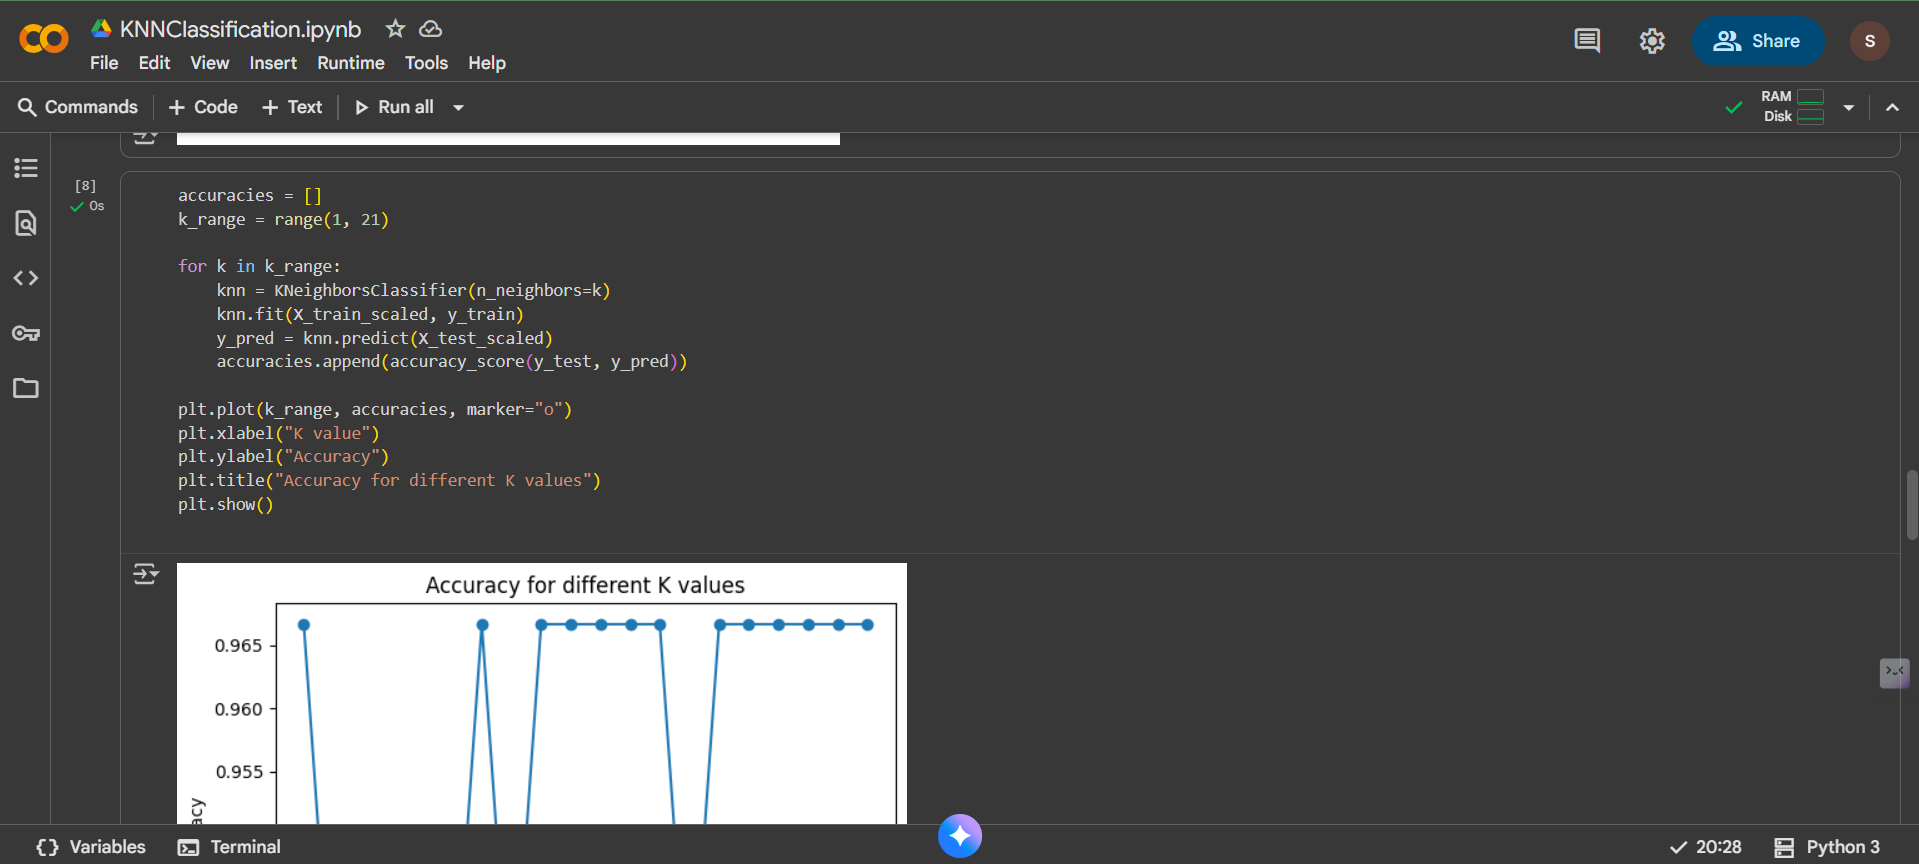 KNNClassification.ipynb
File Edit View Insert Runtime Tools Help
Share
S
Commands + Code + Text Run all
RAM
Disk
[8]
0s
accuracies = []
k_range = range(1, 21)
for k in k_range:
    knn = KNeighborsClassifier(n_neighbors=k)
    knn.fit(X_train_scaled, y_train)
    y_pred = knn.predict(X_test_scaled)
    accuracies.append(accuracy_score(y_test, y_pred))
plt.plot(k_range, accuracies, marker="o")
plt.xlabel("K value")
plt.ylabel("Accuracy")
plt.title("Accuracy for different K values")
plt.show()
Accuracy for different K values
0.965
0.960
0.955
acy
{} Variables Terminal
20:28 Python 3